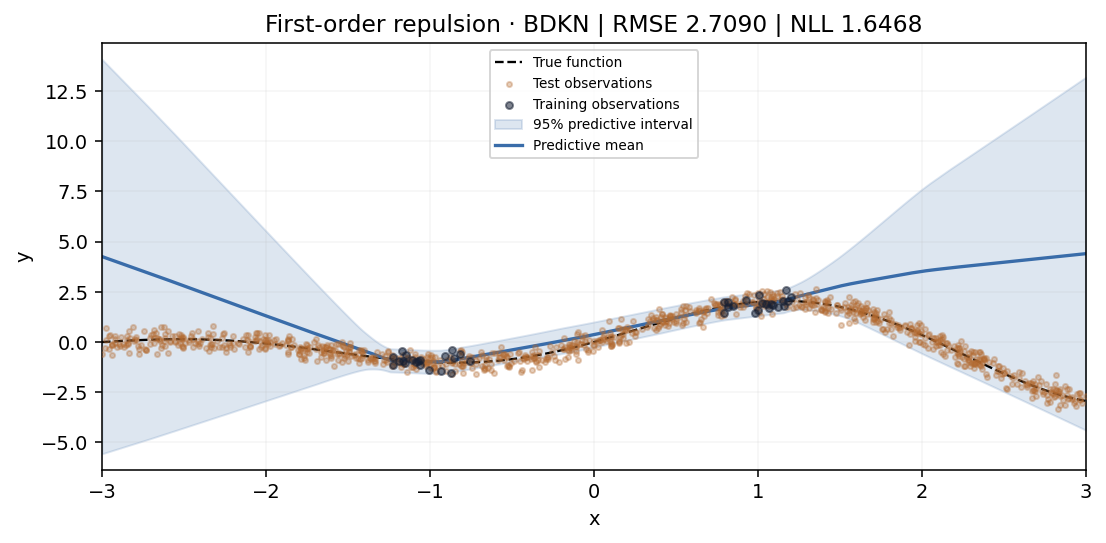 First-order repulsion · BDKN | RMSE 2.7090 | NLL 1.6468
True function
Test observations
Training observations
95% predictive interval
Predictive mean
12.5
10.0
7.5
5.0
2.5
0.0
−2.5
−5.0
y
−3
−2
−1
0
1
2
3
x